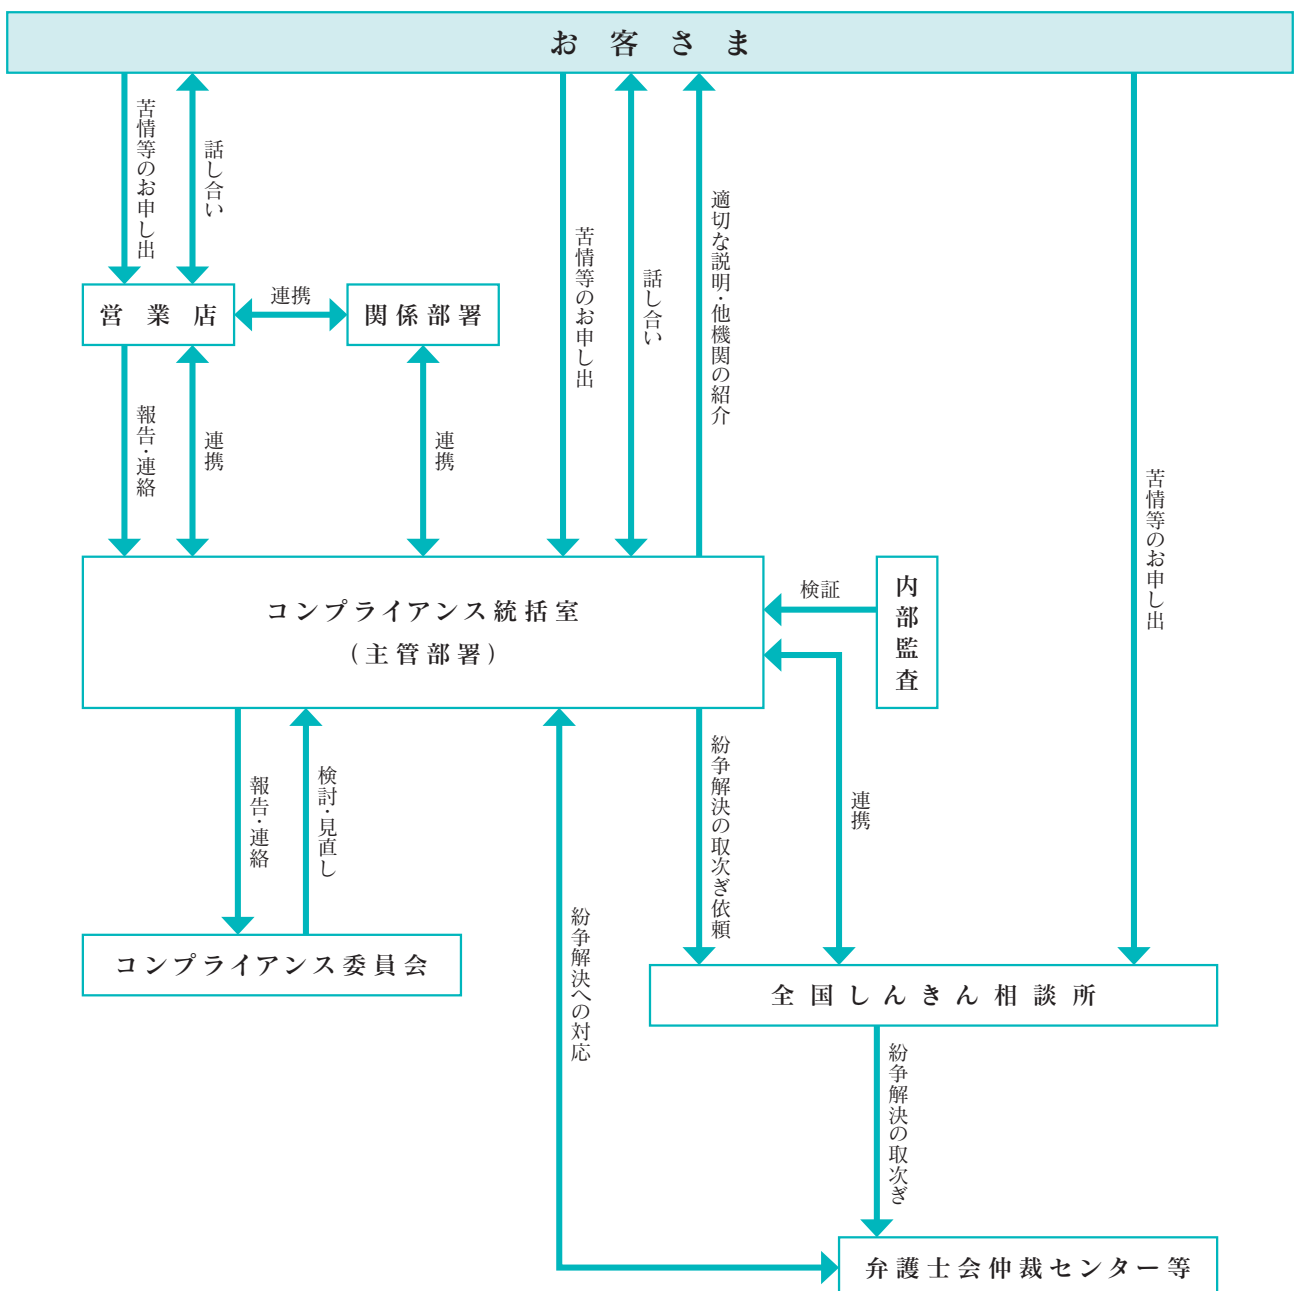 お客さま
苦情等のお申し出
話し合い
苦情等のお申し出
話し合い
適切な説明・他機関の紹介
苦情等のお申し出
営業店
連携
関係部署
報告・連絡
連携
連携
コンプライアンス統括室
（主管部署）
検証
内部監査
報告・連絡
検討・見直し
紛争解決への対応
紛争解決の取次ぎ依頼
連携
コンプライアンス委員会
全国しんきん相談所
紛争解決の取次ぎ
弁護士会仲裁センター等